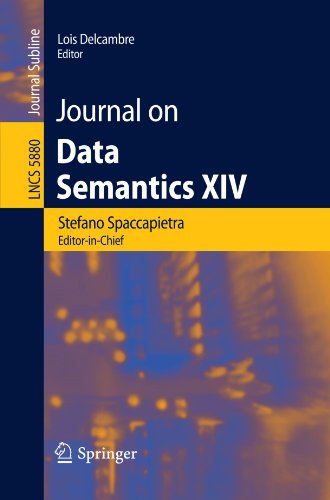 Lois Delcambre
Editor
Journal Subline
LNCS 5880
Journal on
Data
Semantics XIV
Stefano Spaccapietra
Editor-in-Chief
Springer